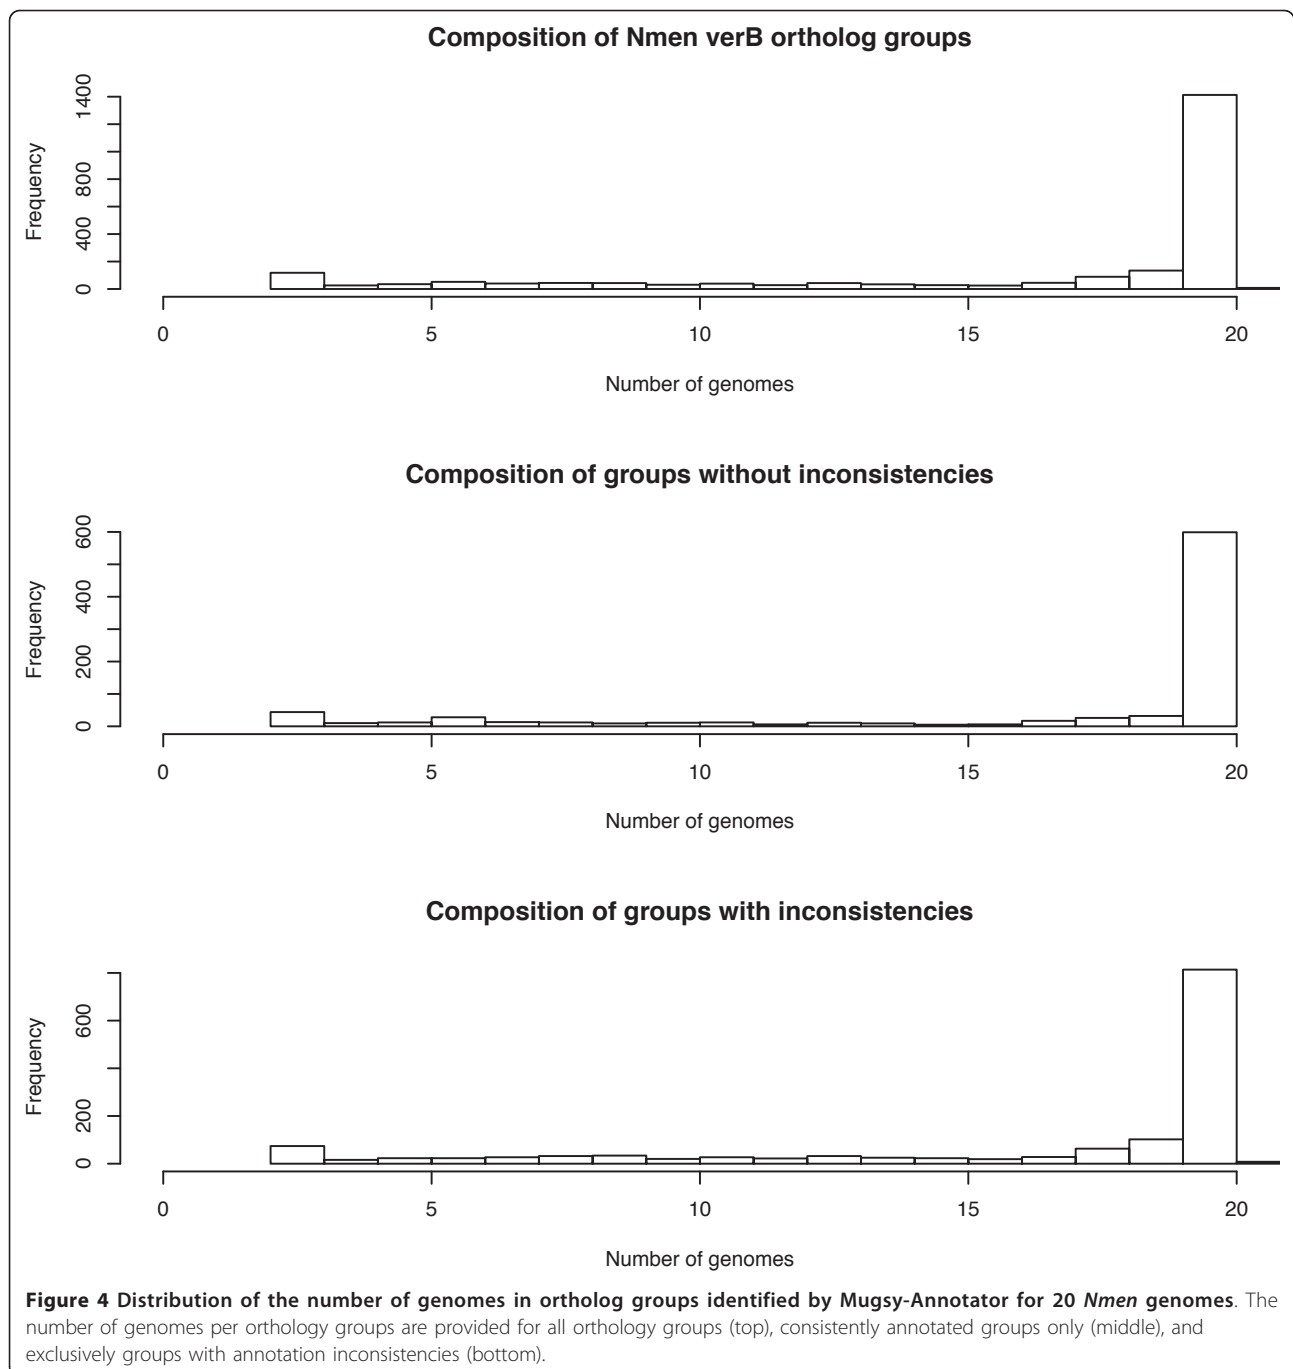 Composition of Nmen verB ortholog groups
Frequency
0 400 800 1400
0 5 10 15 20
Number of genomes
Composition of groups without inconsistencies
Frequency
0 200 400 600
0 5 10 15 20
Number of genomes
Composition of groups with inconsistencies
Frequency
0 200 600
0 5 10 15 20
Number of genomes
Figure 4 Distribution of the number of genomes in ortholog groups identified by Mugsy-Annotator for 20 Nmen genomes. The
number of genomes per orthology groups are provided for all orthology groups (top), consistently annotated groups only (middle), and
exclusively groups with annotation inconsistencies (bottom).